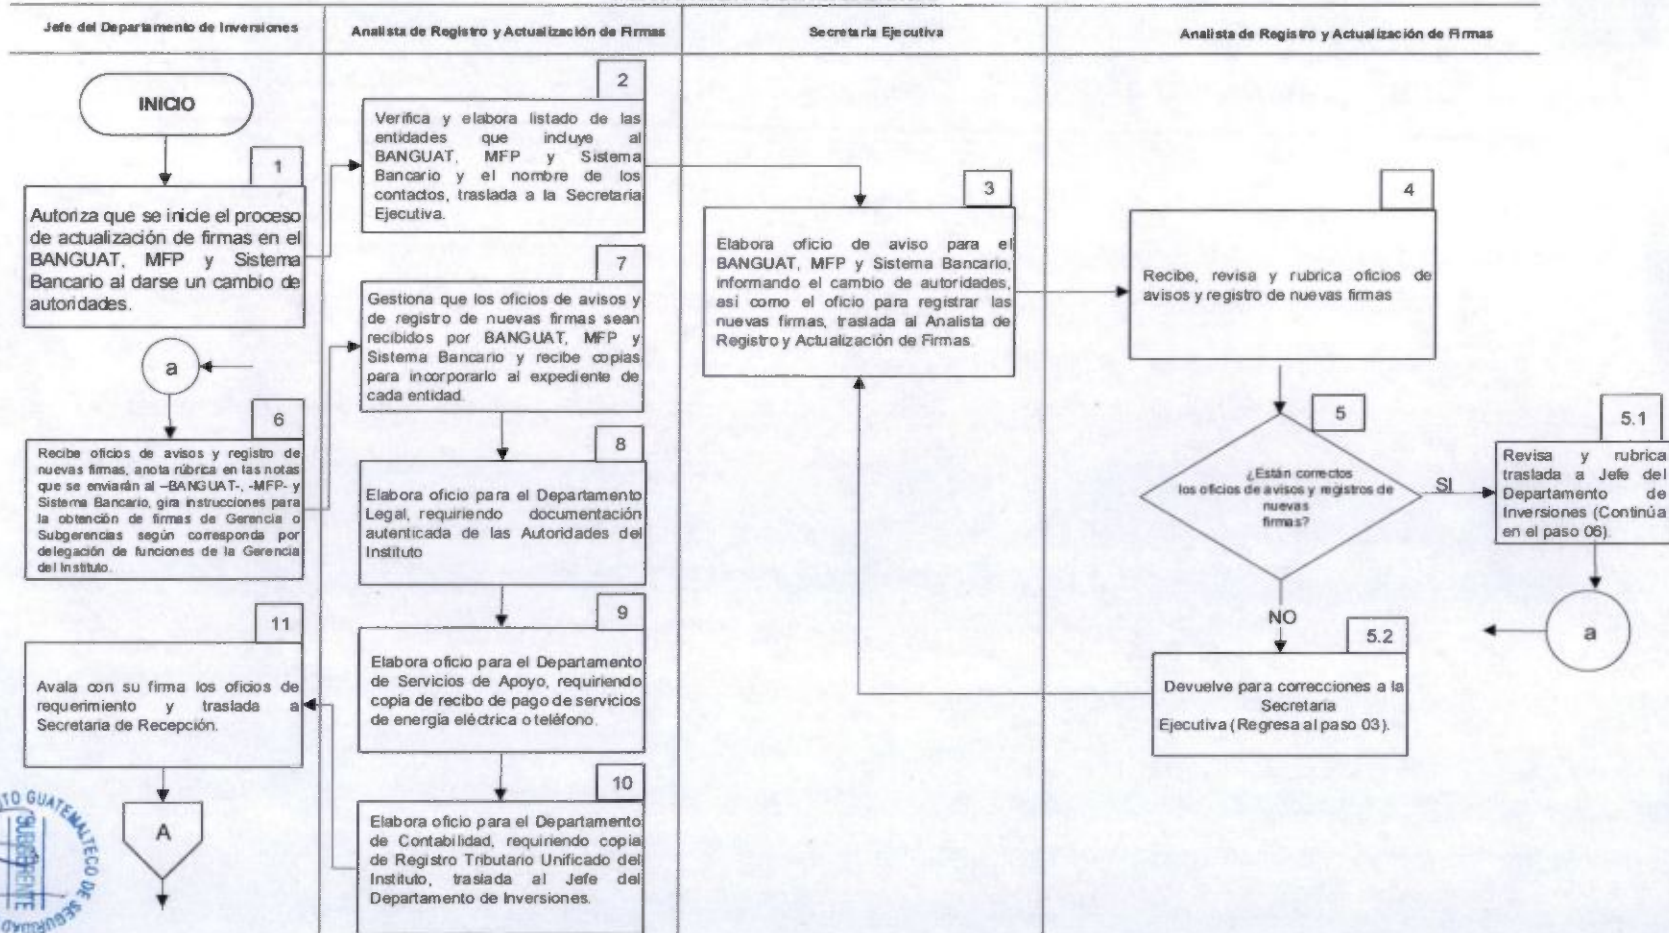 Jefe del Departamento de Inversiones
Analista de Registro y Actualización de Firmas
Secretaria Ejecutiva
Analista de Registro y Actualización de Firmas
INICIO
1
Autoriza que se inicie el proceso
de actualización de firmas en el
BANGUAT, MFP y Sistema
Bancario al darse un cambio de
autoridades.
a
6
Recibe oficios de avisos y registro de
nuevas firmas, anota rúbrica en las notas
que se enviarán al –BANGUAT-, -MFP- y
Sistema Bancario, gira instrucciones para
la obtención de firmas de Gerencia o
Subgerencias según corresponda por
delegación de funciones de la Gerencia
del Instituto.
11
Avala con su firma los oficios de
requerimiento y traslada a
Secretaria de Recepción.
A
2
Verifica y elabora listado de las
entidades que incluye al
BANGUAT, MFP y Sistema
Bancario y el nombre de los
contactos, traslada a la Secretaria
Ejecutiva.
7
Gestiona que los oficios de avisos y
de registro de nuevas firmas sean
recibidos por BANGUAT, MFP y
Sistema Bancario y recibe copias
para incorporarlo al expediente de
cada entidad.
8
Elabora oficio para el Departamento
Legal, requiriendo documentación
autenticada de las Autoridades del
Instituto
9
Elabora oficio para el Departamento
de Servicios de Apoyo, requiriendo
copia de recibo de pago de servicios
de energía eléctrica o teléfono.
10
Elabora oficio para el Departamento
de Contabilidad, requiriendo copia
de Registro Tributario Unificado del
Instituto, traslada al Jefe del
Departamento de Inversiones.
3
Elabora oficio de aviso para el
BANGUAT, MFP y Sistema Bancario,
informando el cambio de autoridades,
así como el oficio para registrar las
nuevas firmas, traslada al Analista de
Registro y Actualización de Firmas.
4
Recibe, revisa y rubrica oficios de
avisos y registro de nuevas firmas
5
¿Están correctos
los oficios de avisos y registros de
nuevas
firmas?
SI
NO
5.1
Revisa y rubrica
traslada a Jefe del
Departamento de
Inversiones (Continúa
en el paso 06).
a
5.2
Devuelve para correcciones a la
Secretaria
Ejecutiva (Regresa al paso 03).
GUATEMALTECO DE
SUBGERENTE